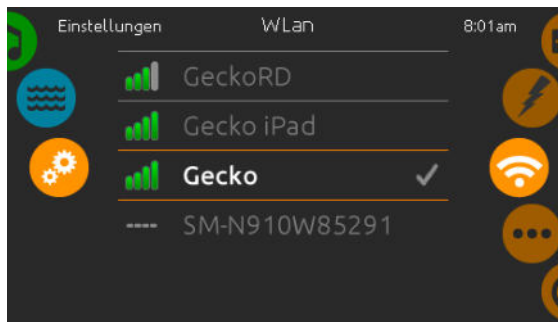 Einstellungen WLan 8:01am
GeckoRD
Gecko iPad
Gecko
---- SM-N910W85291